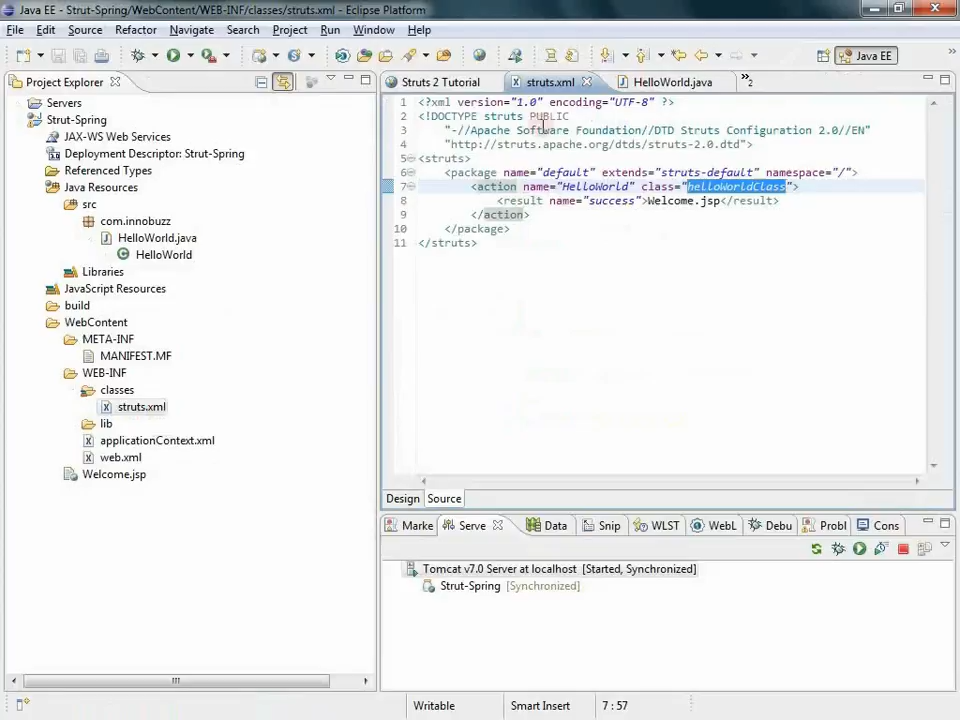 Java EE - Strut-Spring/WebContent/WEB-INF/classes/struts.xml - Eclipse Platform
File Edit Source Refactor Navigate Search Project Run Window Help
Java EE
Project Explorer
Struts 2 Tutorial struts.xml HelloWorld.java »2
Servers
Strut-Spring
JAX-WS Web Services
Deployment Descriptor: Strut-Spring
Referenced Types
Java Resources
src
com.innobuzz
HelloWorld.java
HelloWorld
Libraries
JavaScript Resources
build
WebContent
META-INF
MANIFEST.MF
WEB-INF
classes
struts.xml
lib
applicationContext.xml
web.xml
Welcome.jsp
1 <?xml version="1.0" encoding="UTF-8" ?>
2 <!DOCTYPE struts PUBLIC
3 "-//Apache Software Foundation//DTD Struts Configuration 2.0//EN"
4 "http://struts.apache.org/dtds/struts-2.0.dtd">
5 <struts>
6 <package name="default" extends="struts-default" namespace="/">
7 <action name="HelloWorld" class="helloWorldClass">
8 <result name="success">Welcome.jsp</result>
9 </action>
10 </package>
11 </struts>
Design Source
Marke Serve Data Snip WLST WebL Debu Probl Cons
Tomcat v7.0 Server at localhost [Started, Synchronized]
Strut-Spring [Synchronized]
Writable Smart Insert 7 : 57